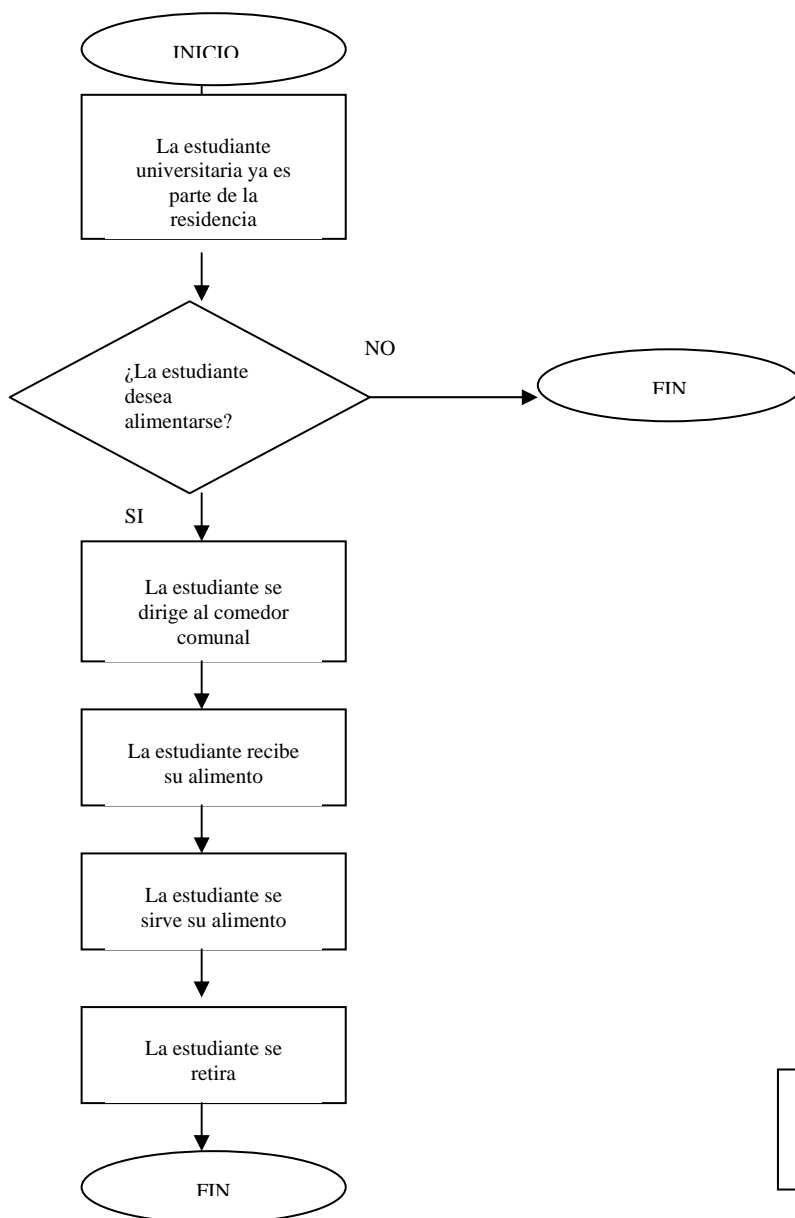 INICIO
La estudiante
universitaria ya es
parte de la
residencia
¿La estudiante
desea
alimentarse?
NO
FIN
SI
La estudiante se
dirige al comedor
comunal
La estudiante recibe
su alimento
La estudiante se
sirve su alimento
La estudiante se
retira
FIN